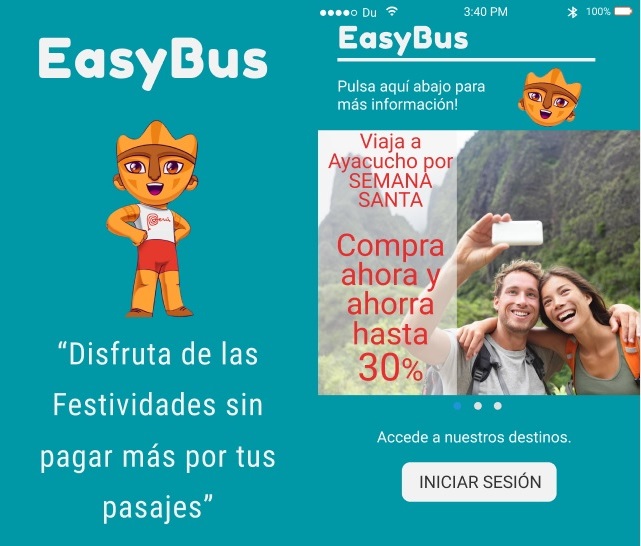 EasyBus
PERÚ
“Disfruta de las
Festividades sin
pagar más por tus
pasajes”
Du
3:40 PM
100%
EasyBus
Pulsa aquí abajo para
más información!
Viaja a
Ayacucho por
SEMANA
SANTA
Compra
ahora y
ahorra
hasta
30%
Accede a nuestros destinos.
INICIAR SESIÓN